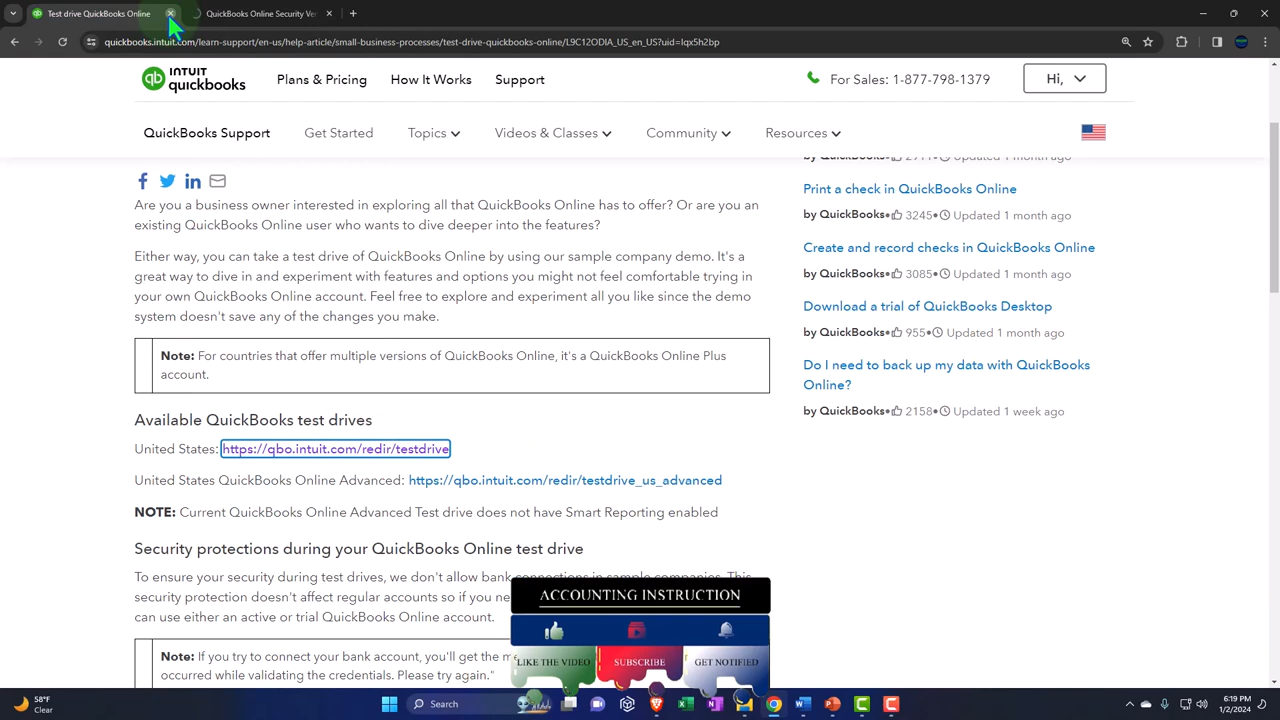 Test drive QuickBooks Online
QuickBooks Online Security Ve
quickbooks.intuit.com/learn-support/en-us/help-article/small-business-processes/test-drive-quickbooks-online/L9C12ODIA_US_en_US?uid=lqx5h2bp
INTUIT
quickbooks
Plans & Pricing
How It Works
Support
For Sales: 1-877-798-1379
Hi,
QuickBooks Support
Get Started
Topics
Videos & Classes
Community
Resources
by QuickBooks• 2911• Updated 1 month ago
Are you a business owner interested in exploring all that QuickBooks Online has to offer? Or are you an
existing QuickBooks Online user who wants to dive deeper into the features?
Either way, you can take a test drive of QuickBooks Online by using our sample company demo. It's a
great way to dive in and experiment with features and options you might not feel comfortable trying in
your own QuickBooks Online account. Feel free to explore and experiment all you like since the demo
system doesn't save any of the changes you make.
Note: For countries that offer multiple versions of QuickBooks Online, it's a QuickBooks Online Plus
account.
Available QuickBooks test drives
United States: https://qbo.intuit.com/redir/testdrive
United States QuickBooks Online Advanced: https://qbo.intuit.com/redir/testdrive_us_advanced
NOTE: Current QuickBooks Online Advanced Test drive does not have Smart Reporting enabled
Security protections during your QuickBooks Online test drive
To ensure your security during test drives, we don't allow bank connections in sample companies. This
security protection doesn't affect regular accounts so if you ne
can use either an active or trial QuickBooks Online account.
Note: If you try to connect your bank account, you'll get the m
occurred while validating the credentials. Please try again."
Print a check in QuickBooks Online
by QuickBooks• 3245• Updated 1 month ago
Create and record checks in QuickBooks Online
by QuickBooks• 3085• Updated 1 month ago
Download a trial of QuickBooks Desktop
by QuickBooks• 955• Updated 1 month ago
Do I need to back up my data with QuickBooks
Online?
by QuickBooks• 2158• Updated 1 week ago
ACCOUNTING INSTRUCTION
LIKE THE VIDEO
SUBSCRIBE
GET NOTIFIED
58°F
Clear
Search
6:19 PM
1/2/2024